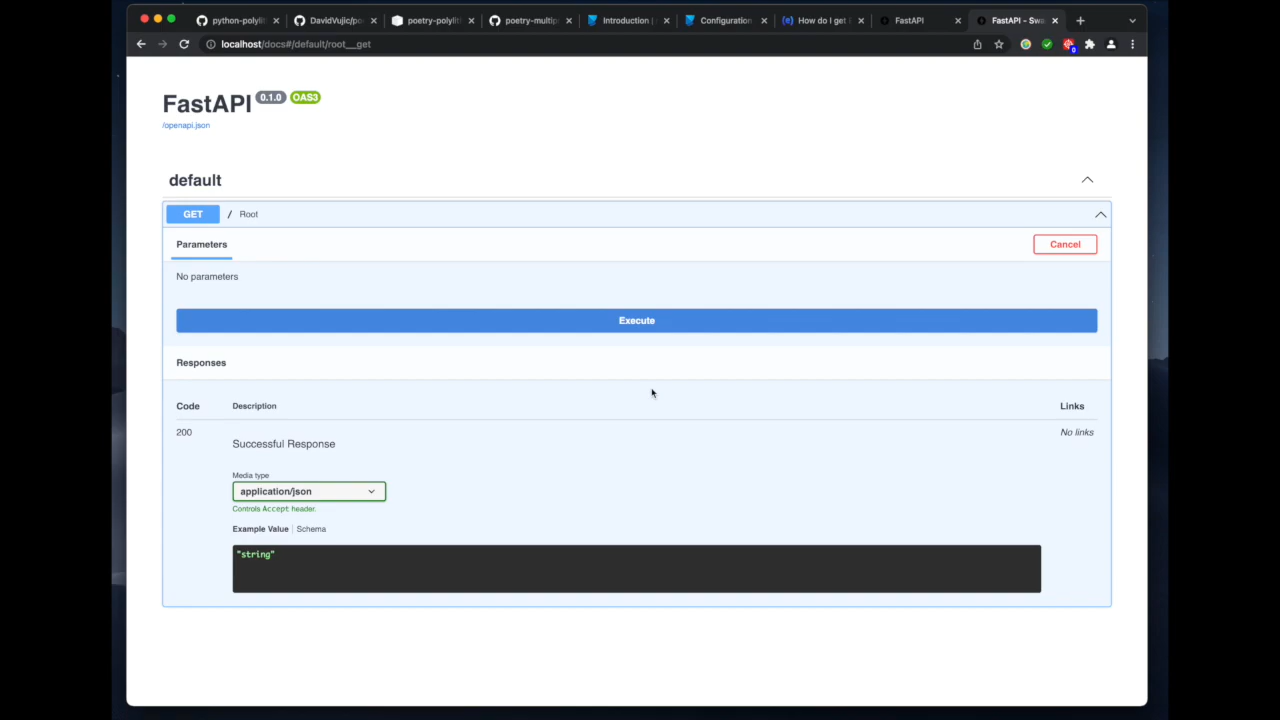 python-polylit
DavidVujic/po
poetry-polylit
poetry-multip
Introduction |
Configuration
How do I get
FastAPI
FastAPI - Swa
localhost/docs#/default/root__get
0
FastAPI 0.1.0 OAS3
/openapi.json
default
GET / Root
Parameters
Cancel
No parameters
Execute
Responses
Code Description Links
200 No links
Successful Response
Media type
application/json
Controls Accept header.
Example Value | Schema
"string"